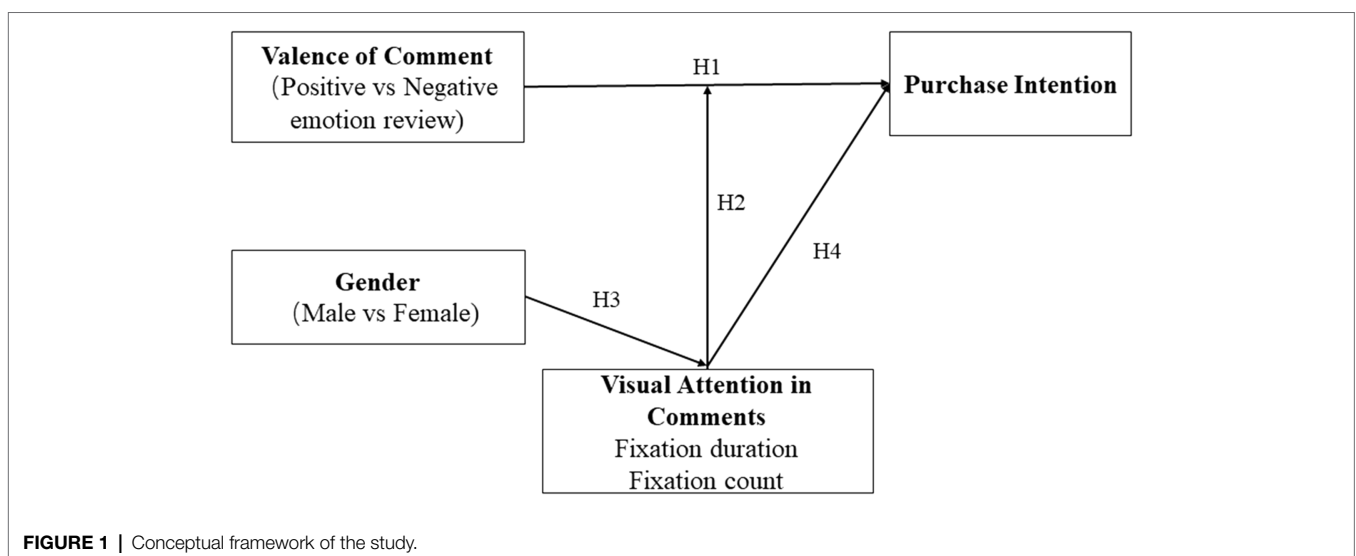 Valence of Comment
(Positive vs Negative
emotion review)
H1
Purchase Intention
H2
H4
Gender
(Male vs Female)
H3
Visual Attention in
Comments
Fixation duration
Fixation count
FIGURE 1 | Conceptual framework of the study.